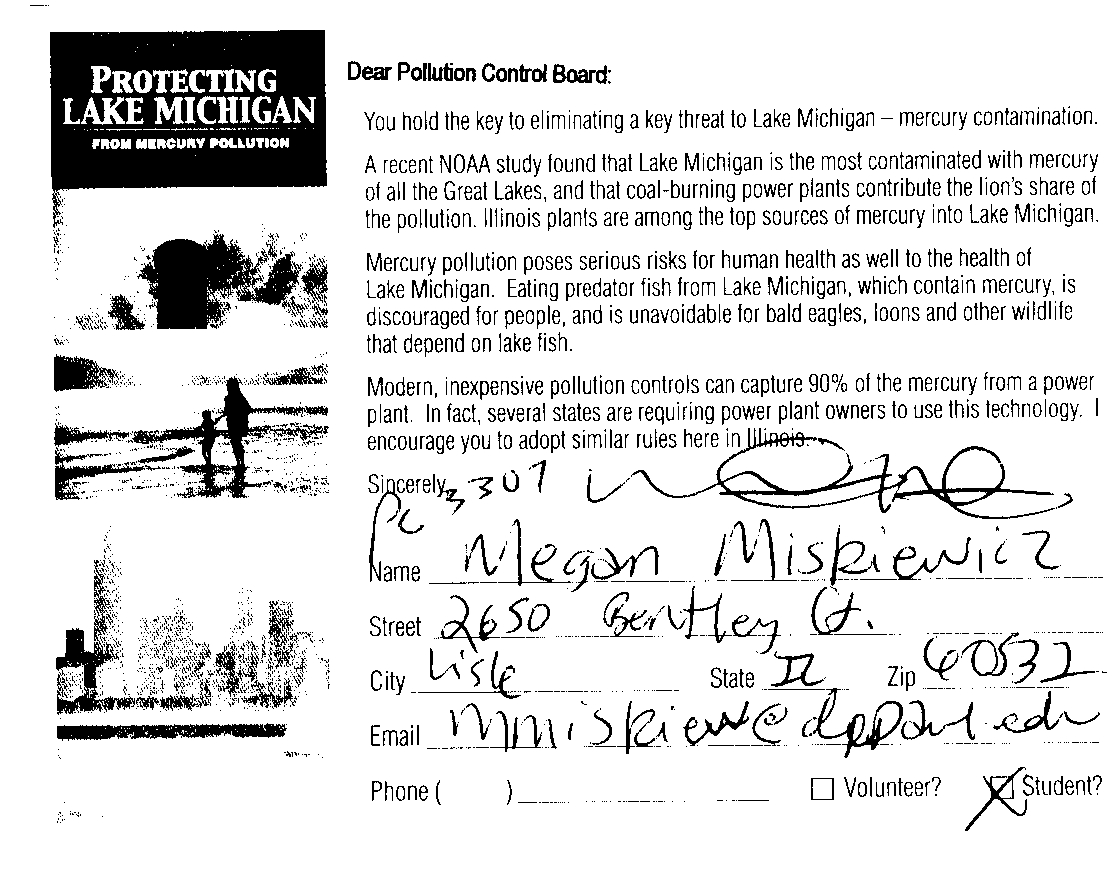 PROTECTING
LAKE MICHIGAN
FROM MERCURY POLLUTION
Dear Pollution Control Board:
You hold the key to eliminating a key threat to Lake Michigan – mercury contamination.
A recent NOAA study found that Lake Michigan is the most contaminated with mercury
of all the Great Lakes, and that coal-burning power plants contribute the lion's share of
the pollution. Illinois plants are among the top sources of mercury into Lake Michigan.
Mercury pollution poses serious risks for human health as well to the health of
Lake Michigan. Eating predator fish from Lake Michigan, which contain mercury, is
discouraged for people, and is unavoidable for bald eagles, loons and other wildlife
that depend on lake fish.
Modern, inexpensive pollution controls can capture 90% of the mercury from a power
plant. In fact, several states are requiring power plant owners to use this technology. I
encourage you to adopt similar rules here in Illinois.
Sincerely, 3307
PC
Name Megan Miskiewicz
Street 2650 Bentley Ct.
City Lisle State IL Zip 60532
Email mmiskiew@depaul.edu
Phone ( )
Volunteer? Student?